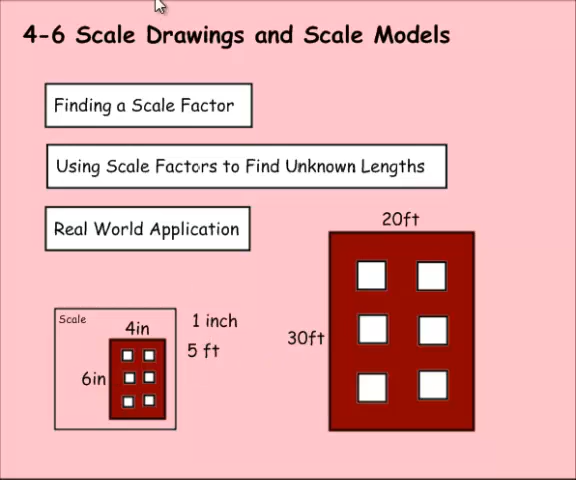 4-6 Scale Drawings and Scale Models
Finding a Scale Factor
Using Scale Factors to Find Unknown Lengths
Real World Application
20ft
30ft
Scale
4in
6in
1 inch
5 ft